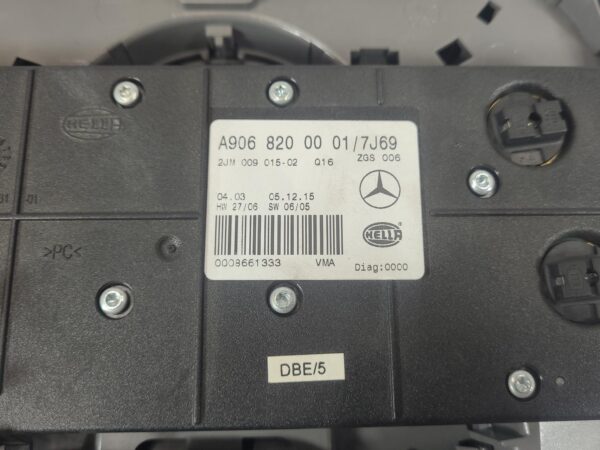 HELLA
A906 820 00 01/7J69
2JM 009 015-02 Q16 ZGS 006
04.03 05.12.15
HW 27/06 SW 06/05
HELLA
0008661333 VMA Diag:0000
>PC<
DBE/5